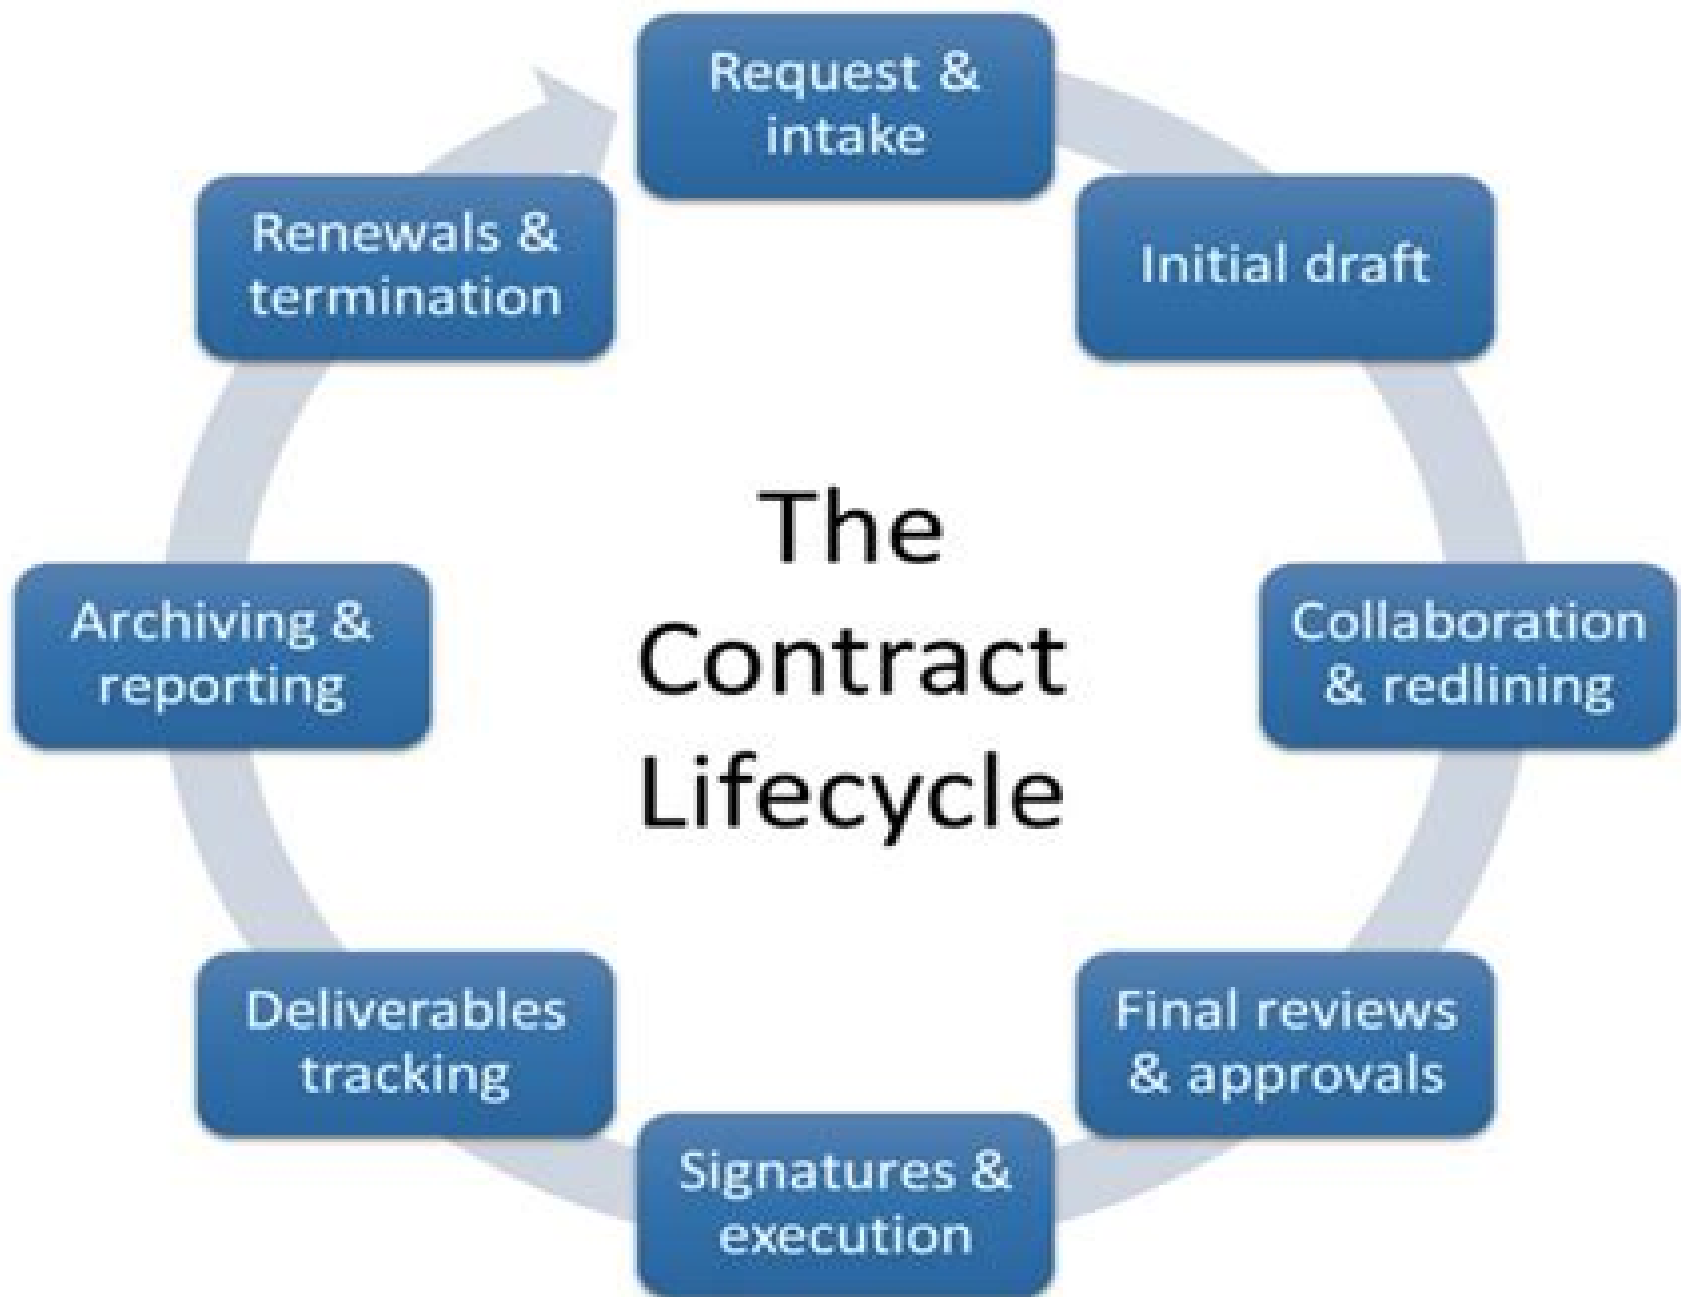 Request &
intake
Initial draft
Collaboration
& redlining
Final reviews
& approvals
Signatures &
execution
Deliverables
tracking
Archiving &
reporting
Renewals &
termination
The
Contract
Lifecycle